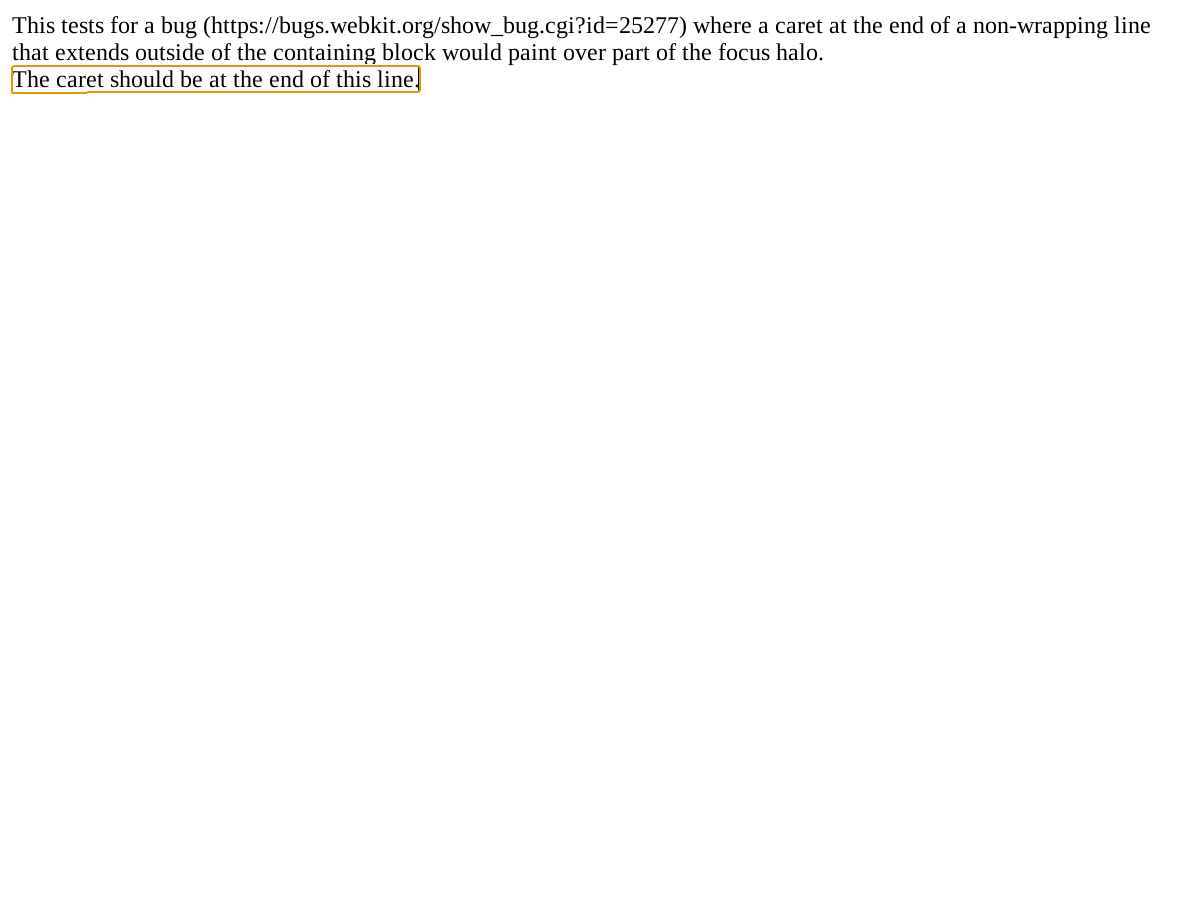 This tests for a bug (https://bugs.webkit.org/show_bug.cgi?id=25277) where a caret at the end of a non-wrapping line
that extends outside of the containing block would paint over part of the focus halo.
The caret should be at the end of this line.